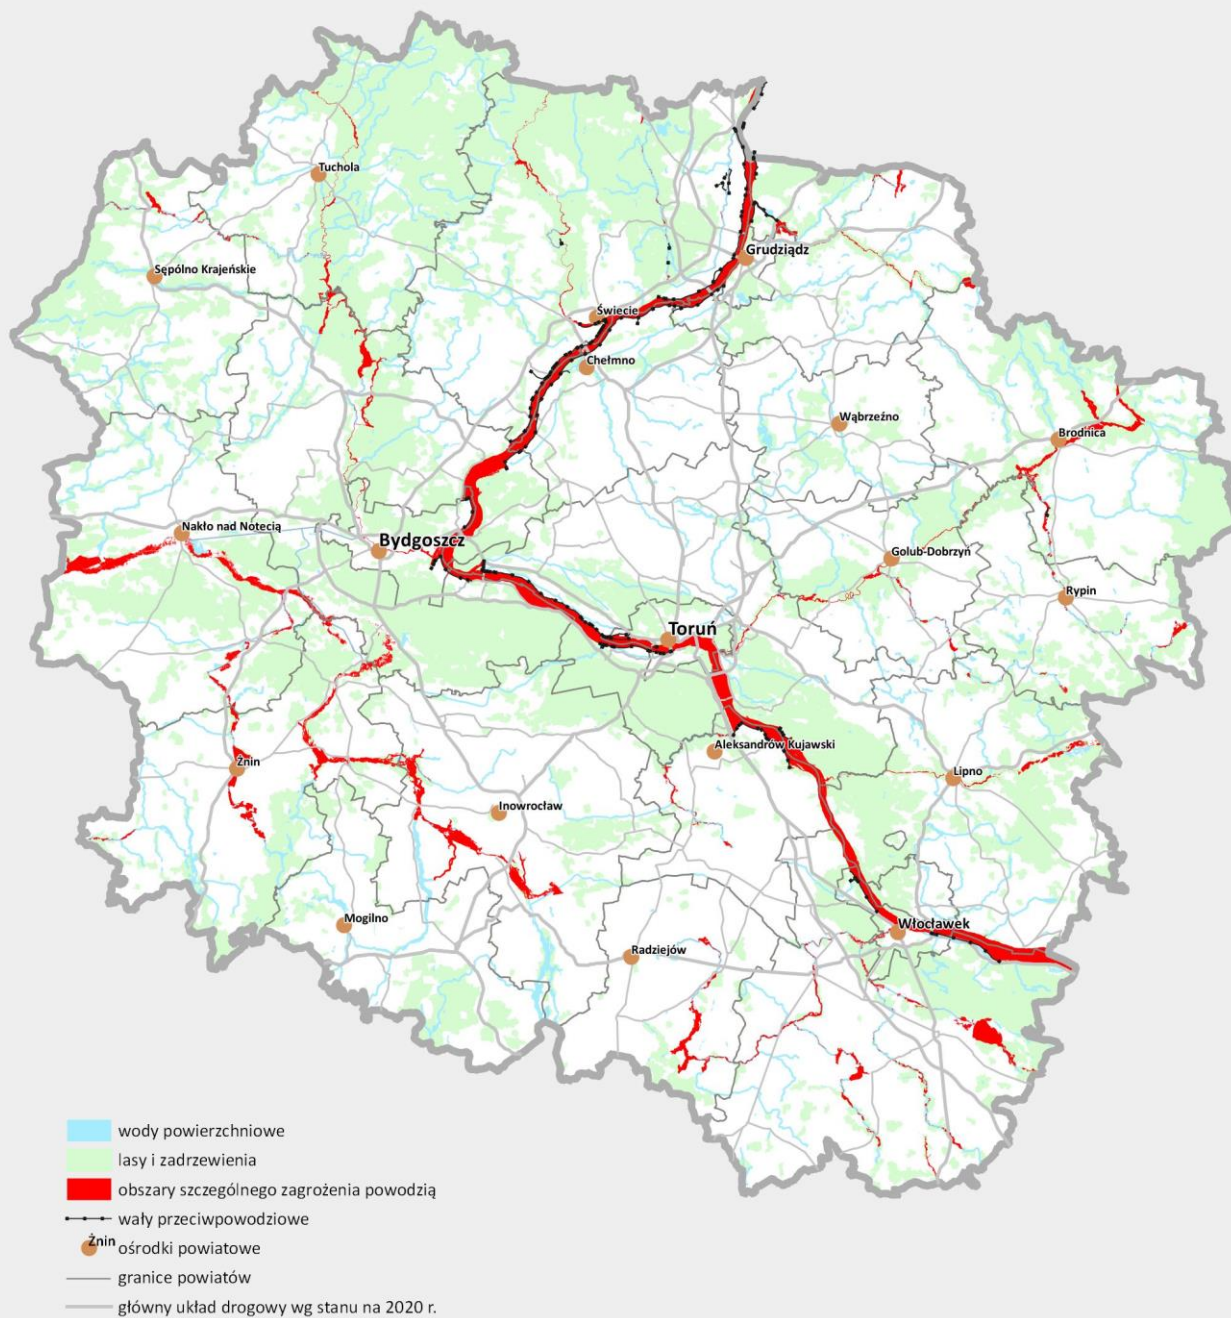 Tuchola
Sępólno Krajeńskie
Grudziądz
Świecie
Chełmno
Wąbrzeźno
Brodnica
Nakło nad Notecią
Bydgoszcz
Golub-Dobrzyń
Rypin
Toruń
Aleksandrów Kujawski
Żnin
Lipno
Inowrocław
Mogilno
Włocławek
Radziejów
wody powierzchniowe
lasy i zadrzewienia
obszary szczególnego zagrożenia powodzią
wały przeciwpowodziowe
Żnin ośrodki powiatowe
granice powiatów
główny układ drogowy wg stanu na 2020 r.